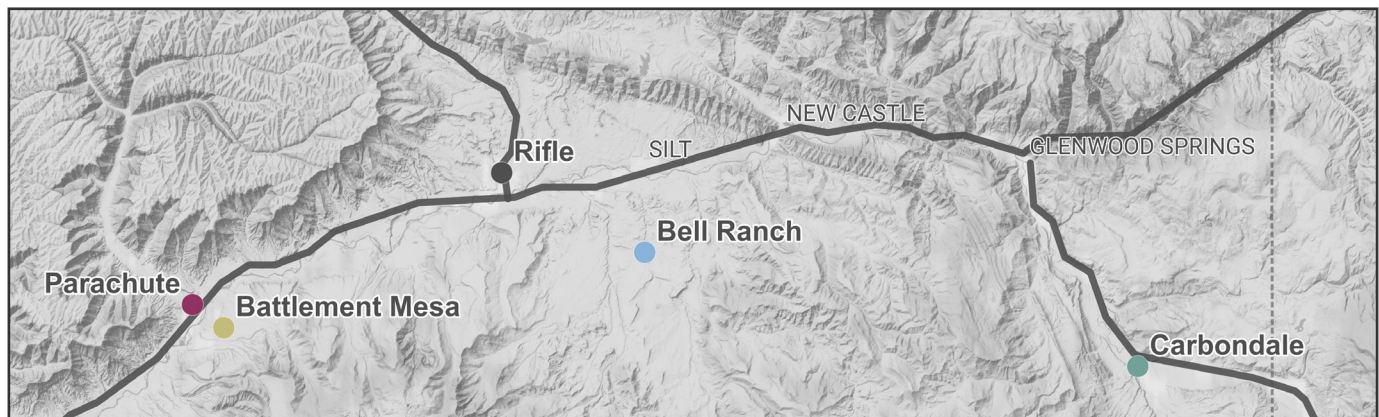 NEW CASTLE
Rifle
SILT
GLENWOOD SPRINGS
Bell Ranch
Parachute
Battlement Mesa
Carbondale